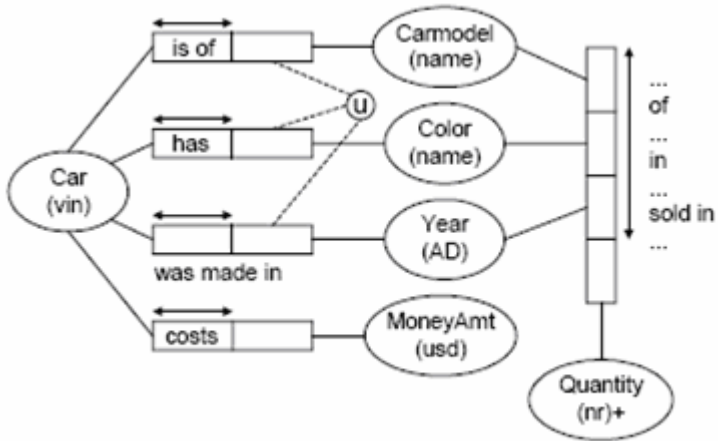 is of
Carmodel
(name)
...
of
u
has
Color
(name)
...
in
Car
(vin)
...
sold in
Year
(AD)
...
was made in
costs
MoneyAmt
(usd)
Quantity
(nr)+